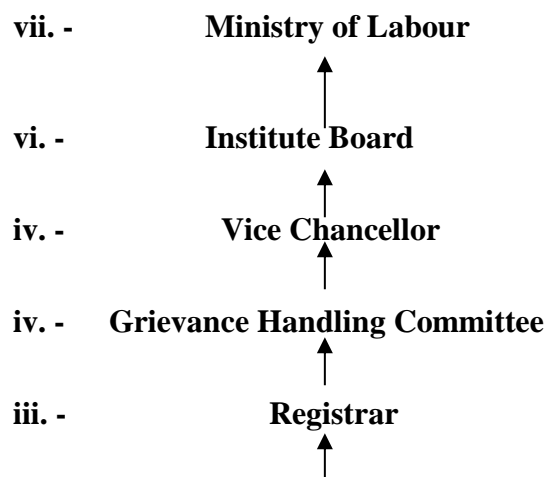 vii. - Ministry of Labour
vi. - Institute Board
iv. - Vice Chancellor
iv. - Grievance Handling Committee
iii. - Registrar